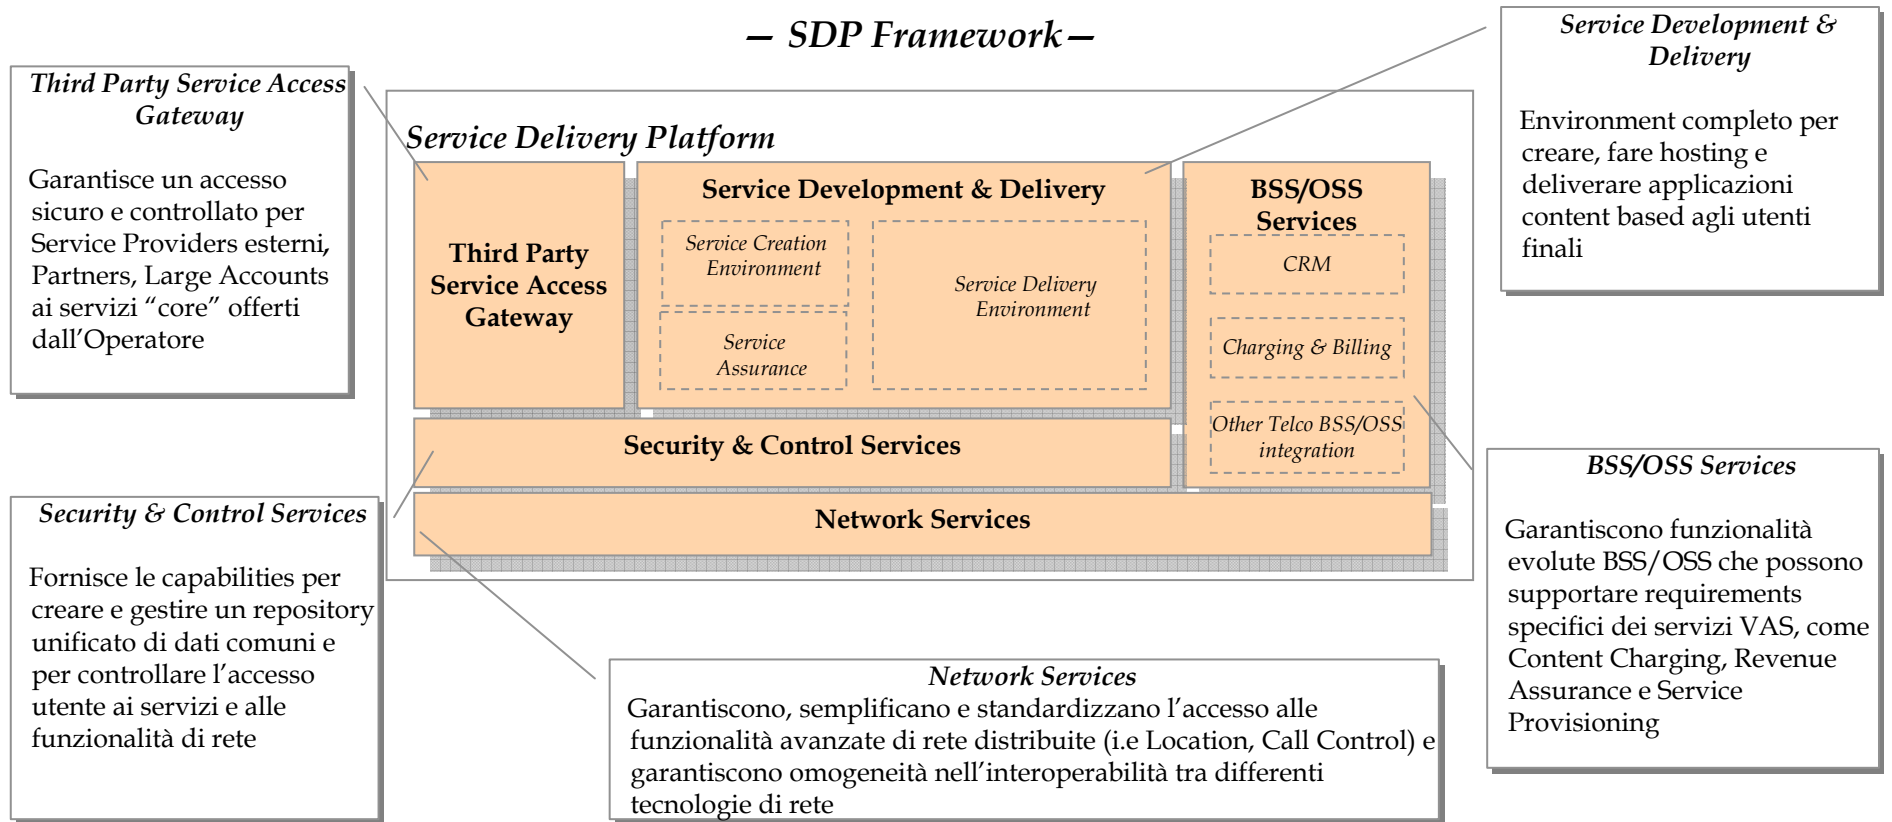 — SDP Framework—
Third Party Service Access
Gateway
Garantisce un accesso
sicuro e controllato per
Service Providers esterni,
Partners, Large Accounts
ai servizi “core” offerti
dall’Operatore
Service Delivery Platform
Third Party
Service Access
Gateway
Service Development & Delivery
Service Creation
Environment
Service
Assurance
Service Delivery
Environment
BSS/OSS
Services
CRM
Charging & Billing
Other Telco BSS/OSS
integration
Security & Control Services
Network Services
Service Development &
Delivery
Environment completo per
creare, fare hosting e
deliverare applicazioni
content based agli utenti
finali
Security & Control Services
Fornisce le capabilities per
creare e gestire un repository
unificato di dati comuni e
per controllare l’accesso
utente ai servizi e alle
funzionalità di rete
Network Services
Garantiscono, semplificano e standardizzano l’accesso alle
funzionalità avanzate di rete distribuite (i.e Location, Call Control) e
garantiscono omogeneità nell’interoperabilità tra differenti
tecnologie di rete
BSS/OSS Services
Garantiscono funzionalità
evolute BSS/OSS che possono
supportare requirements
specifici dei servizi VAS, come
Content Charging, Revenue
Assurance e Service
Provisioning